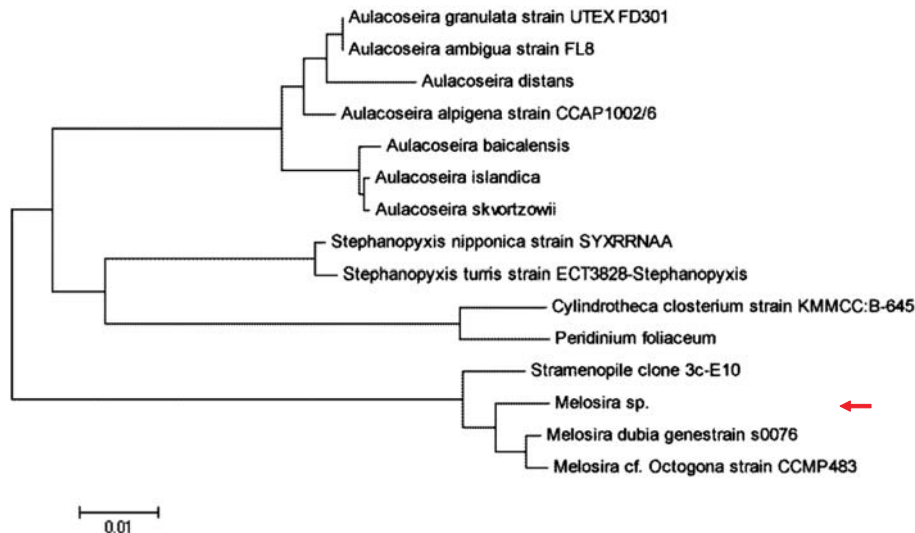 Aulacoseira granulata strain UTEX FD301
Aulacoseira ambigua strain FL8
Aulacoseira distans
Aulacoseira alpigena strain CCAP1002/6
Aulacoseira baicalensis
Aulacoseira islandica
Aulacoseira skvortzowii
Stephanopyxis nipponica strain SYXRRNAA
Stephanopyxis turris strain ECT3828-Stephanopyxis
Cylindrotheca closterium strain KMMCC:B-645
Peridinium foliaceum
Stramenopile clone 3c-E10
Melosira sp.
Melosira dubia genestrain s0076
Melosira cf. Octogona strain CCMP483
0.01